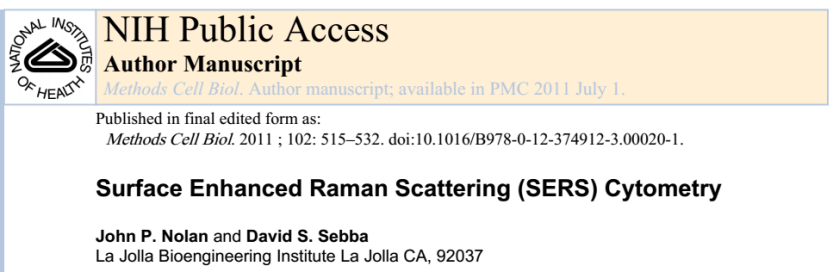 NATIONAL INSTITUTES
OF HEALTH
NIH Public Access
Author Manuscript
Methods Cell Biol. Author manuscript; available in PMC 2011 July 1.
Published in final edited form as:
Methods Cell Biol. 2011 ; 102: 515–532. doi:10.1016/B978-0-12-374912-3.00020-1.
Surface Enhanced Raman Scattering (SERS) Cytometry
John P. Nolan and David S. Sebba
La Jolla Bioengineering Institute La Jolla CA, 92037